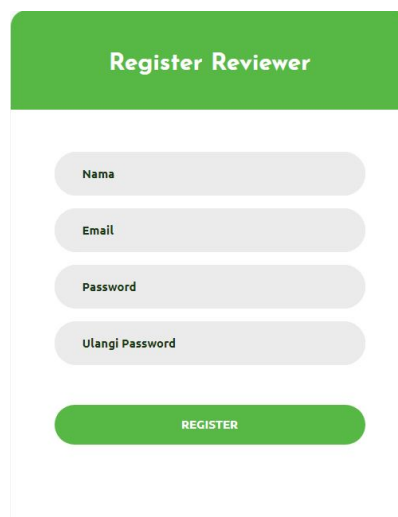 Register Reviewer
Nama
Email
Password
Ulangi Password
REGISTER